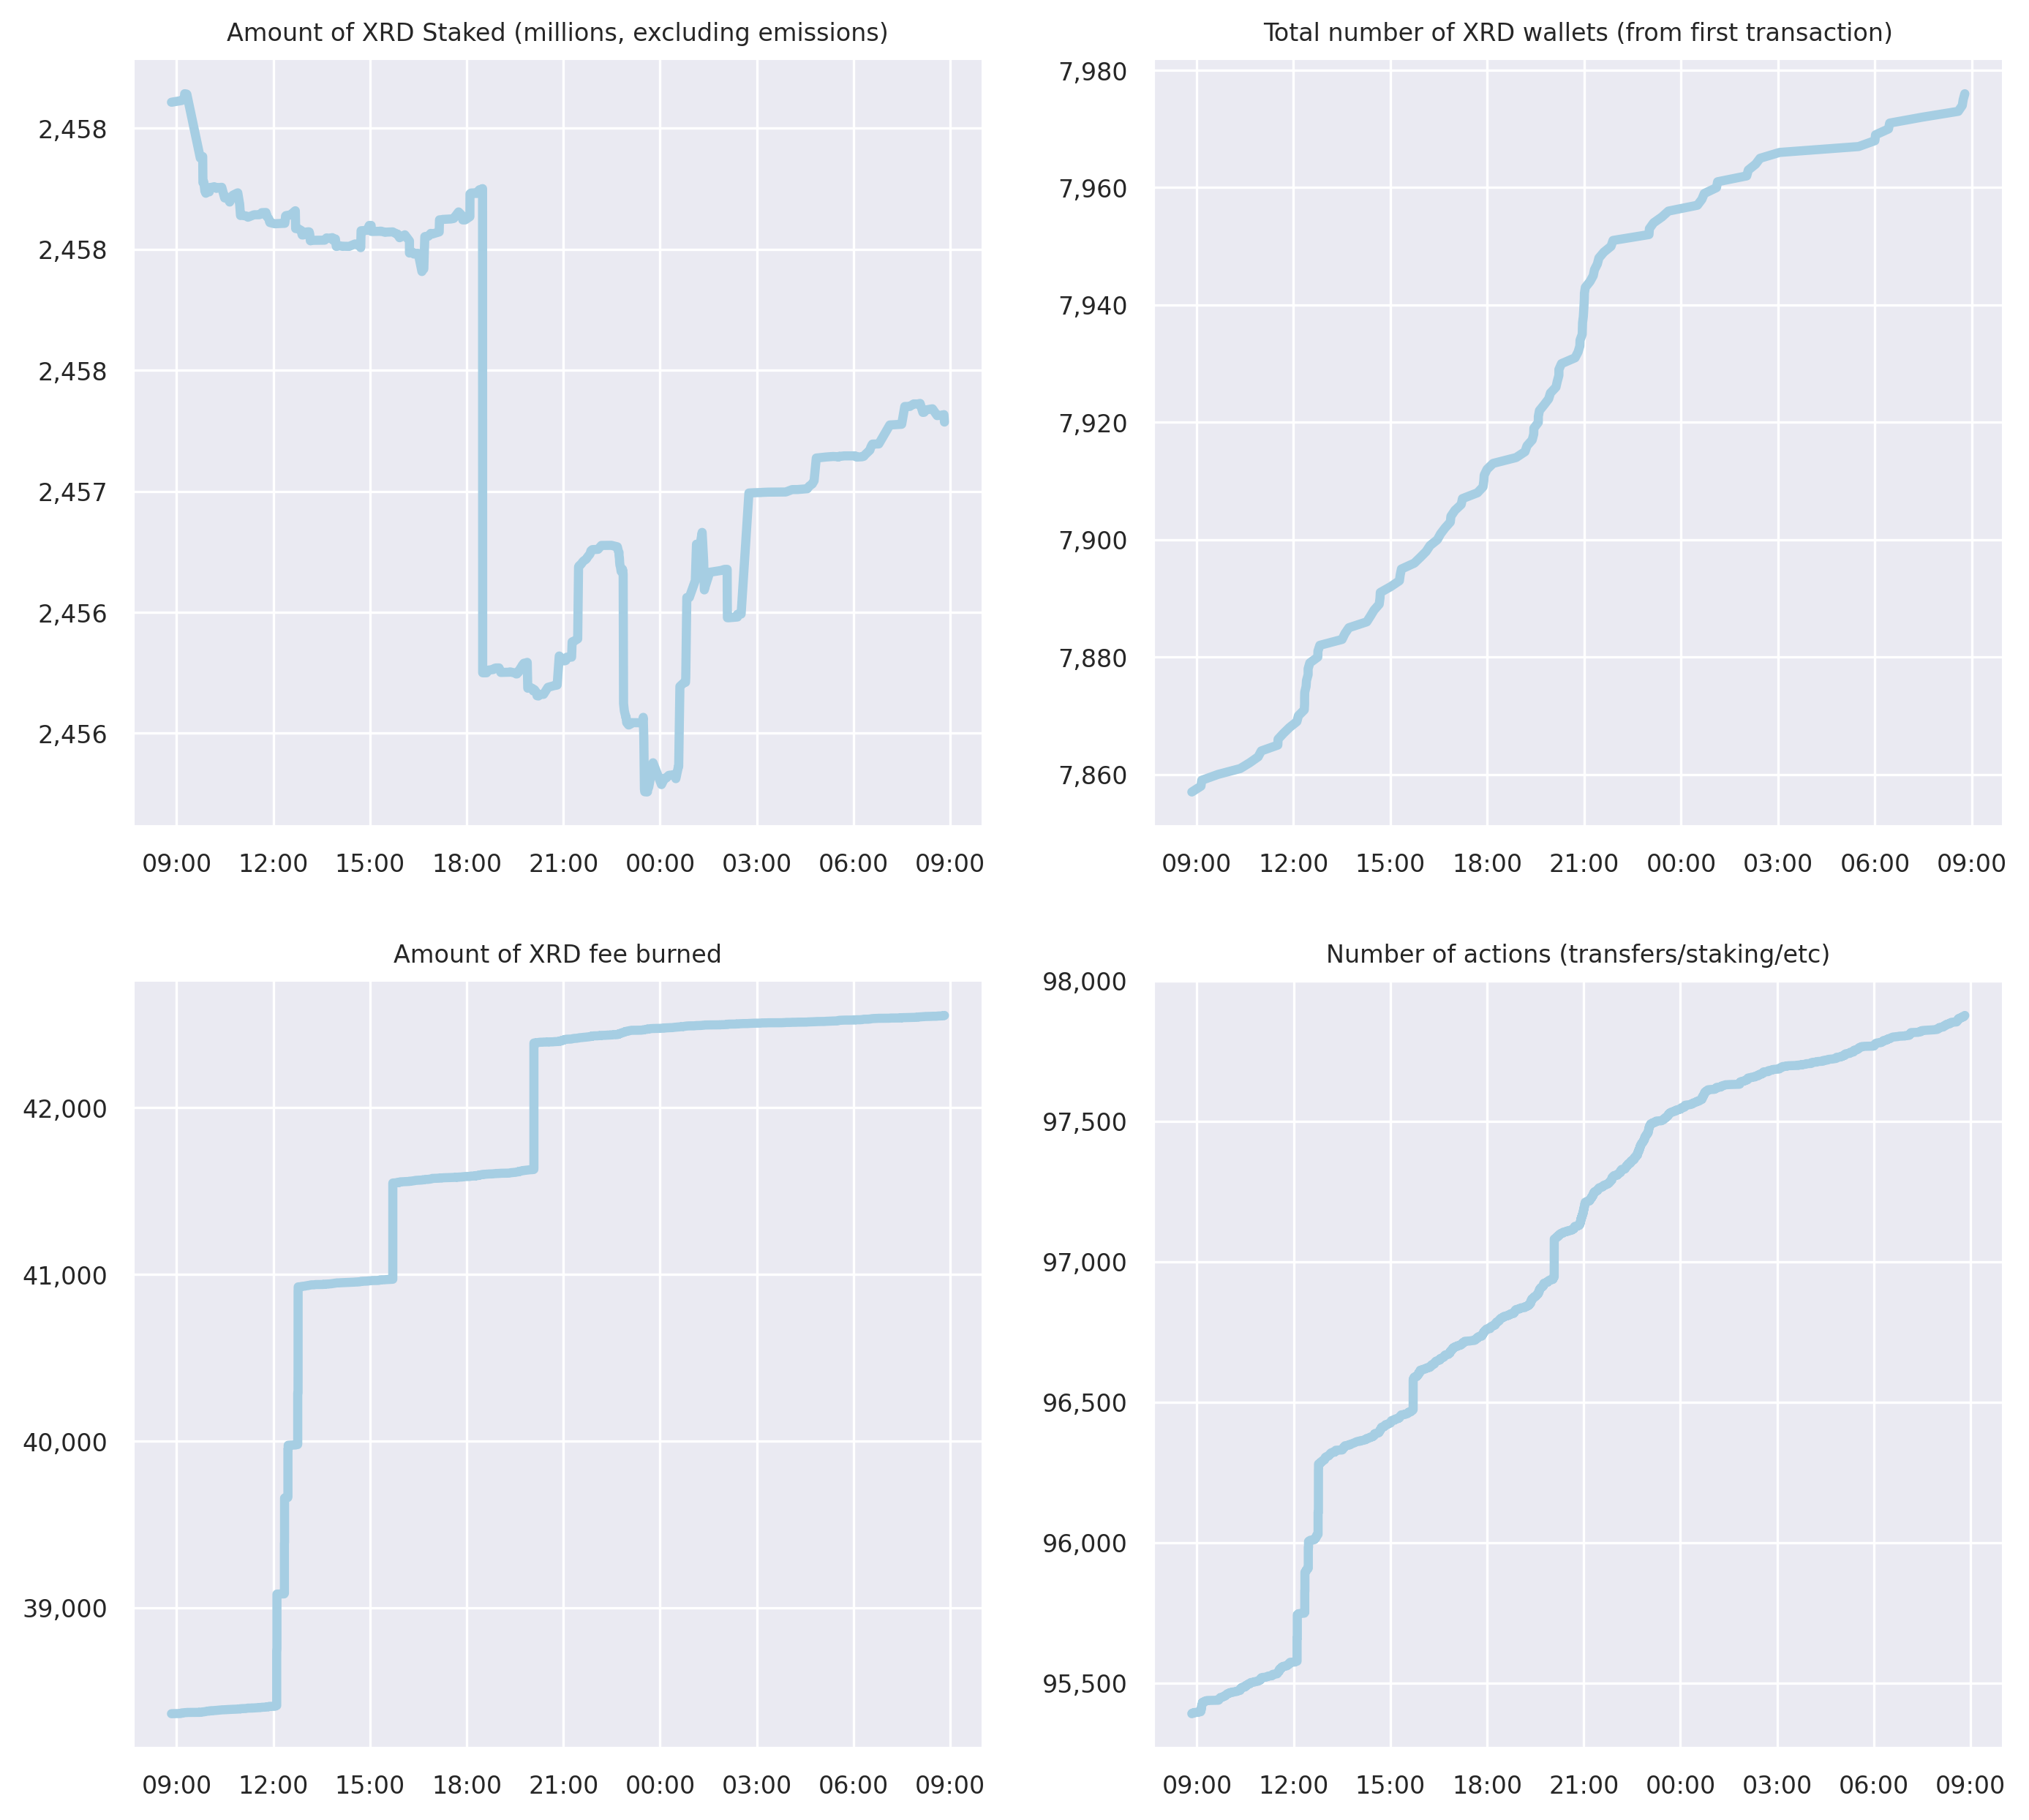 Amount of XRD Staked (millions, excluding emissions)
2,458
2,458
2,458
2,457
2,456
2,456
09:00 12:00 15:00 18:00 21:00 00:00 03:00 06:00 09:00
Total number of XRD wallets (from first transaction)
7,980
7,960
7,940
7,920
7,900
7,880
7,860
09:00 12:00 15:00 18:00 21:00 00:00 03:00 06:00 09:00
Amount of XRD fee burned
42,000
41,000
40,000
39,000
09:00 12:00 15:00 18:00 21:00 00:00 03:00 06:00 09:00
Number of actions (transfers/staking/etc)
98,000
97,500
97,000
96,500
96,000
95,500
09:00 12:00 15:00 18:00 21:00 00:00 03:00 06:00 09:00